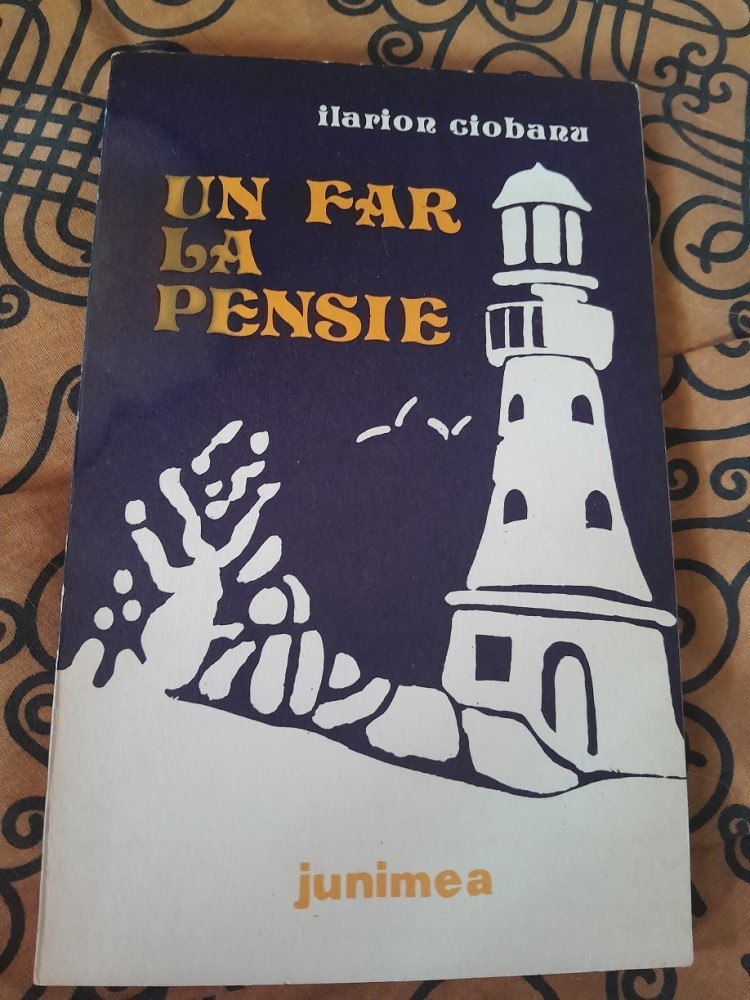 ilarion ciobanu
UN FAR
LA
PENSIE
junimea